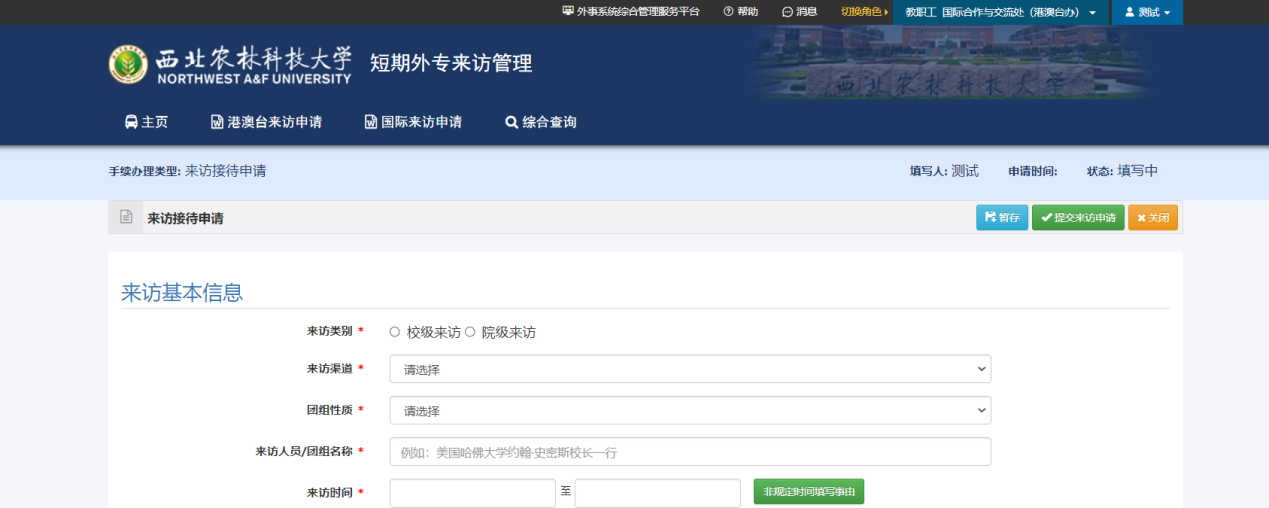 外事系统综合管理服务平台 帮助 消息 切换角色 教职工 国际合作与交流处（港澳台办） 测试
西北农林科技大学 短期外专来访管理
NORTHWEST A&F UNIVERSITY
西北农林科技大学
主页 港澳台来访申请 国际来访申请 综合查询
手续办理类型: 来访接待申请 填写人: 测试 申请时间: 状态: 填写中
来访接待申请 暂存 提交来访申请 关闭
来访基本信息
来访类别 * 校级来访 院级来访
来访渠道 * 请选择
团组性质 * 请选择
来访人员/团组名称 * 例如：美国哈佛大学约翰·史密斯校长一行
来访时间 * 至 非规定时间填写事由